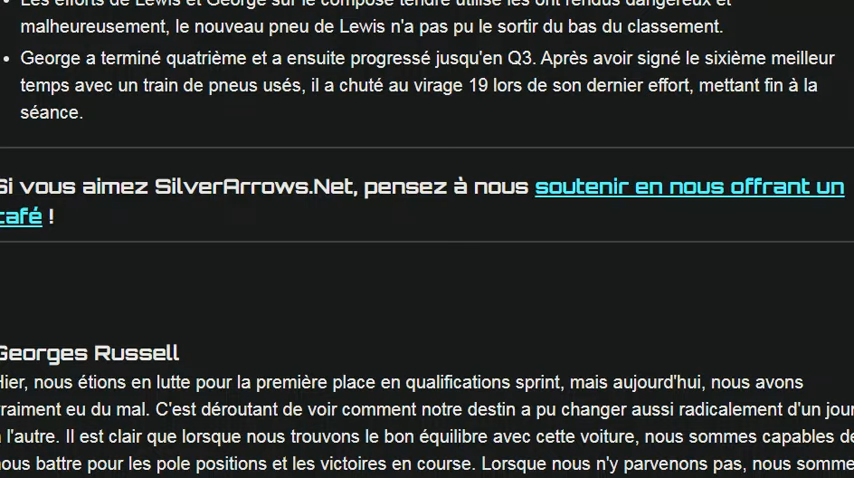 Les efforts de Lewis et George sur le composé tendre utilisé les ont rendus dangereux et
malheureusement, le nouveau pneu de Lewis n'a pas pu le sortir du bas du classement.
George a terminé quatrième et a ensuite progressé jusqu'en Q3. Après avoir signé le sixième meilleur
temps avec un train de pneus usés, il a chuté au virage 19 lors de son dernier effort, mettant fin à la
séance.
Si vous aimez SilverArrows.Net, pensez à nous soutenir en nous offrant un
café !
Georges Russell
Hier, nous étions en lutte pour la première place en qualifications sprint, mais aujourd'hui, nous avons
vraiment eu du mal. C'est déroutant de voir comment notre destin a pu changer aussi radicalement d'un jour
à l'autre. Il est clair que lorsque nous trouvons le bon équilibre avec cette voiture, nous sommes capables de
nous battre pour les pole positions et les victoires en course. Lorsque nous n'y parvenons pas, nous somme